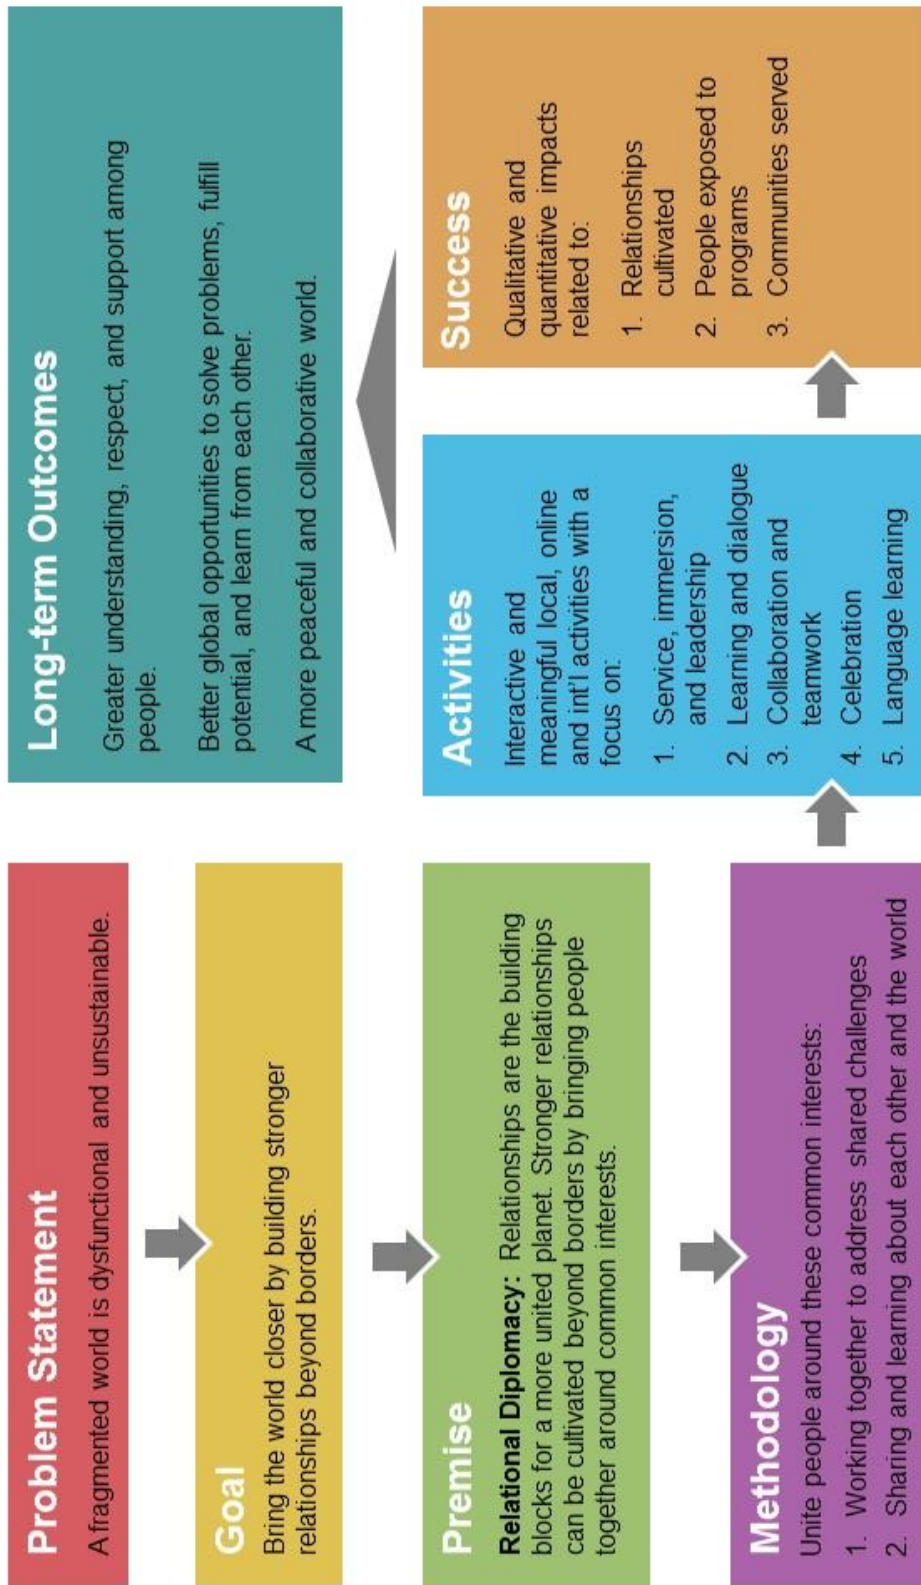 Problem Statement
A fragmented world is dysfunctional and unsustainable.
Goal
Bring the world closer by building stronger
relationships beyond borders.
Premise
Relational Diplomacy: Relationships are the building
blocks for a more united planet. Stronger relationships
can be cultivated beyond borders by bringing people
together around common interests.
Methodology
Unite people around these common interests:
1. Working together to address shared challenges
2. Sharing and learning about each other and the world
Activities
Interactive and
meaningful local, online
and int'l activities with a
focus on:
1. Service, immersion,
and leadership
2. Learning and dialogue
3. Collaboration and
teamwork
4. Celebration
5. Language learning
Success
Qualitative and
quantitative impacts
related to:
1. Relationships
cultivated
2. People exposed to
programs
3. Communities served
Long-term Outcomes
Greater understanding, respect, and support among
people.
Better global opportunities to solve problems, fulfill
potential, and learn from each other.
A more peaceful and collaborative world.